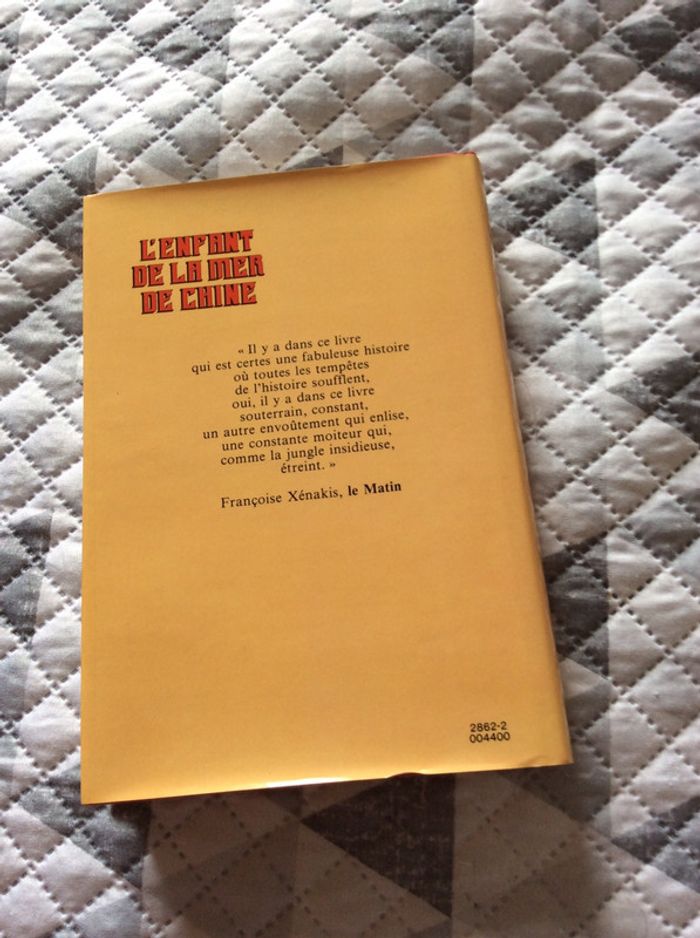 L'ENFANT
DE LA MER
DE CHINE
« Il y a dans ce livre
qui est certes une fabuleuse histoire
où toutes les tempêtes
de l'histoire soufflent,
oui, il y a dans ce livre
souterrain, constant,
un autre envoûtement qui enlise,
une constante moiteur qui,
comme la jungle insidieuse,
étreint. »
Françoise Xénakis, le Matin
2862-2
004400